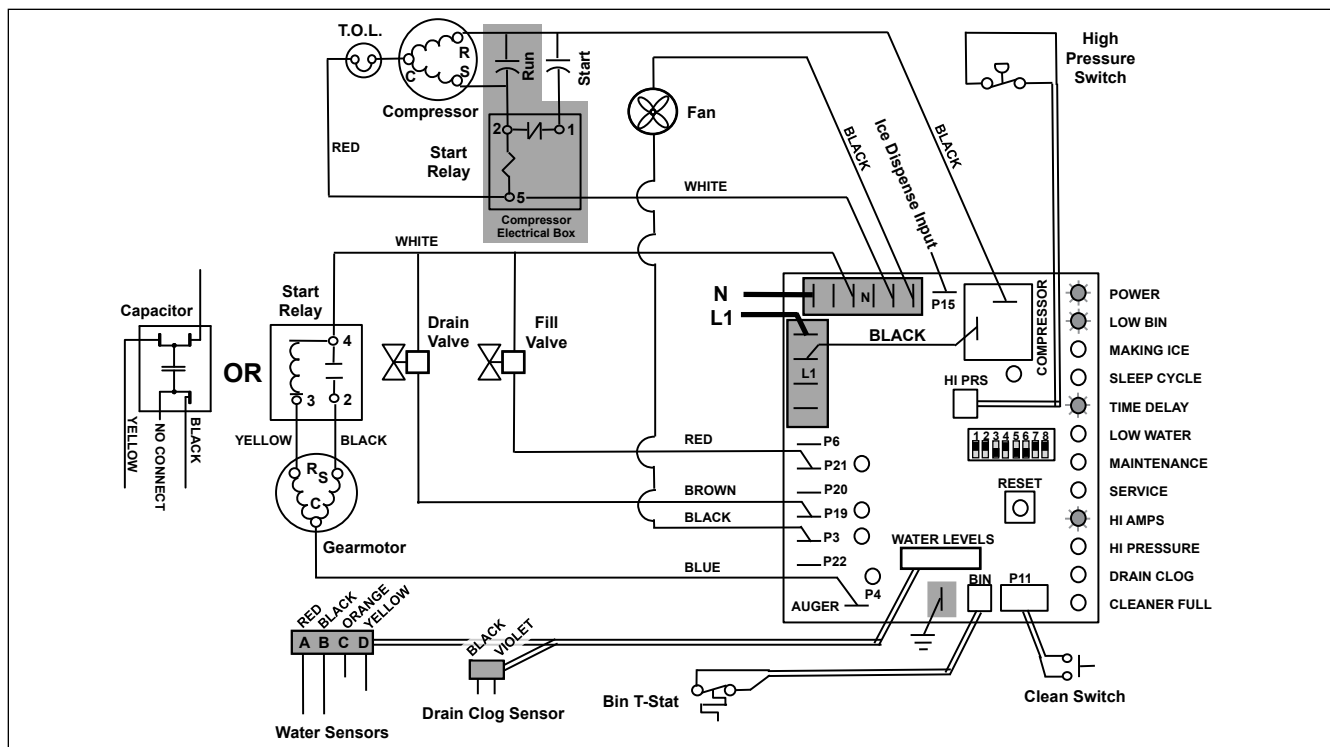 T.O.L.
R
S
C
Compressor
Run
Start
High
Pressure
Switch
Fan
2
1
RED
Start
Relay
5
Compressor
Electrical Box
WHITE
BLACK
Ice Dispense Input
BLACK
WHITE
Capacitor
Start
Relay
4
Drain
Valve
Fill
Valve
N
L1
N
P15
COMPRESSOR
BLACK
L1
HI PRS
OR
3
2
YELLOW
NO CONNECT
BLACK
YELLOW
BLACK
R
S
C
Gearmotor
RED
BROWN
BLACK
BLUE
P6
P21
P20
P19
P3
P22
P4
AUGER
1 2 3 4 5 6 7 8
RESET
WATER LEVELS
BIN
P11
POWER
LOW BIN
MAKING ICE
SLEEP CYCLE
TIME DELAY
LOW WATER
MAINTENANCE
SERVICE
HI AMPS
HI PRESSURE
DRAIN CLOG
CLEANER FULL
RED
BLACK
ORANGE
YELLOW
A B C D
Water Sensors
BLACK
VIOLET
Drain Clog Sensor
Bin T-Stat
Clean Switch